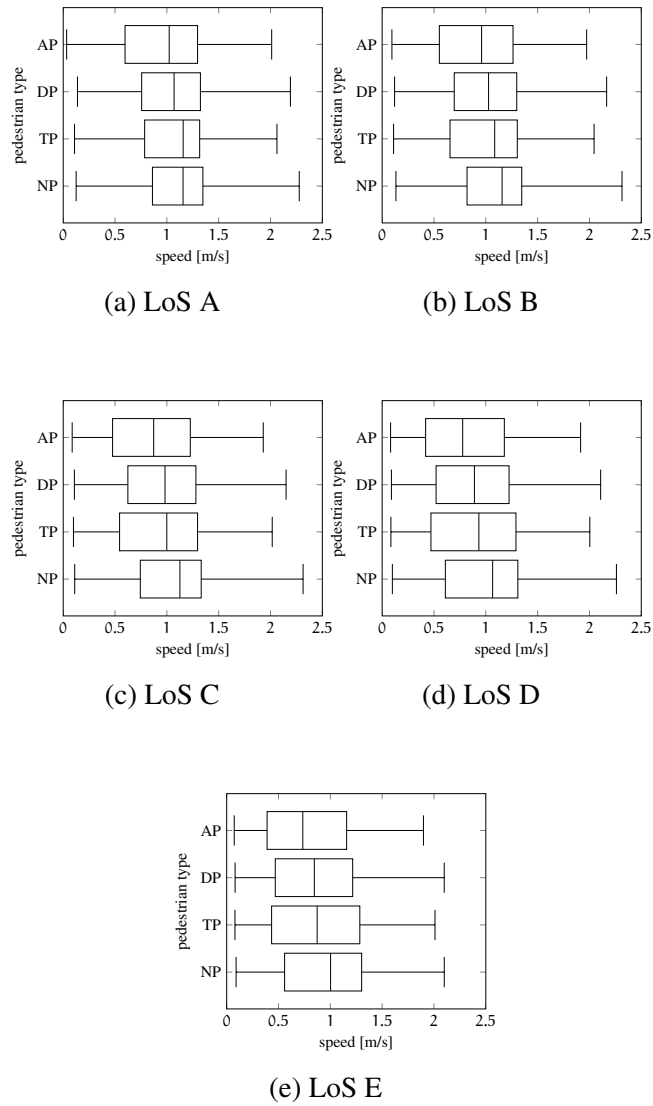 pedestrian type
AP
DP
TP
NP
0 0.5 1 1.5 2 2.5
speed [m/s]
(a) LoS A
pedestrian type
AP
DP
TP
NP
0 0.5 1 1.5 2 2.5
speed [m/s]
(b) LoS B
pedestrian type
AP
DP
TP
NP
0 0.5 1 1.5 2 2.5
speed [m/s]
(c) LoS C
pedestrian type
AP
DP
TP
NP
0 0.5 1 1.5 2 2.5
speed [m/s]
(d) LoS D
pedestrian type
AP
DP
TP
NP
0 0.5 1 1.5 2 2.5
speed [m/s]
(e) LoS E